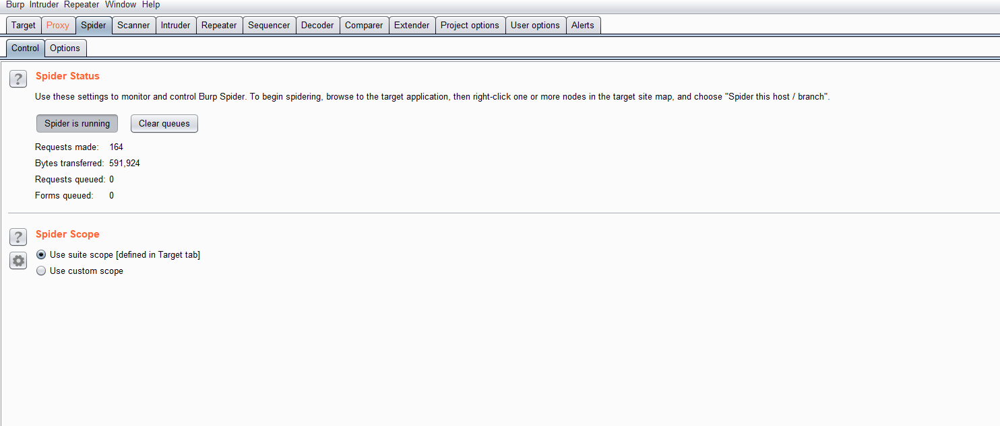 Burp Intruder Repeater Window Help
Target Proxy Spider Scanner Intruder Repeater Sequencer Decoder Comparer Extender Project options User options Alerts
Control Options
? Spider Status
Use these settings to monitor and control Burp Spider. To begin spidering, browse to the target application, then right-click one or more nodes in the target site map, and choose "Spider this host / branch".
Spider is running Clear queues
Requests made: 164
Bytes transferred: 591,924
Requests queued: 0
Forms queued: 0
? Spider Scope
Use suite scope [defined in Target tab]
Use custom scope